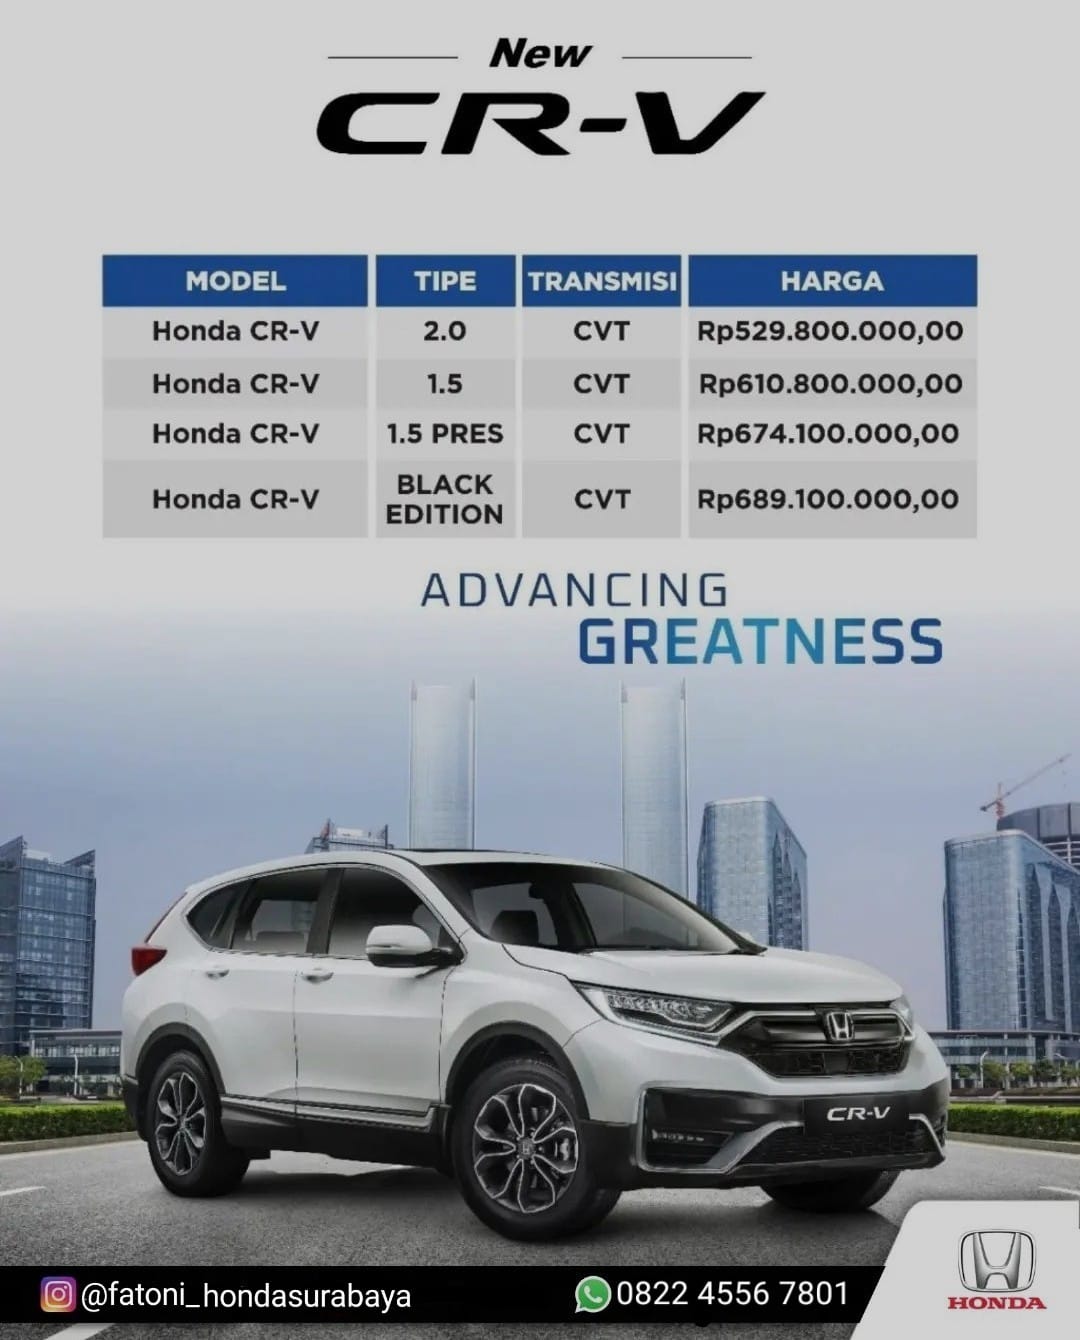 New
CR-V
MODEL TIPE TRANSMISI HARGA
Honda CR-V 2.0 CVT Rp529.800.000,00
Honda CR-V 1.5 CVT Rp610.800.000,00
Honda CR-V 1.5 PRES CVT Rp674.100.000,00
Honda CR-V BLACK EDITION CVT Rp689.100.000,00
ADVANCING
GREATNESS
CR-V
@fatoni_hondasurabaya
0822 4556 7801
HONDA